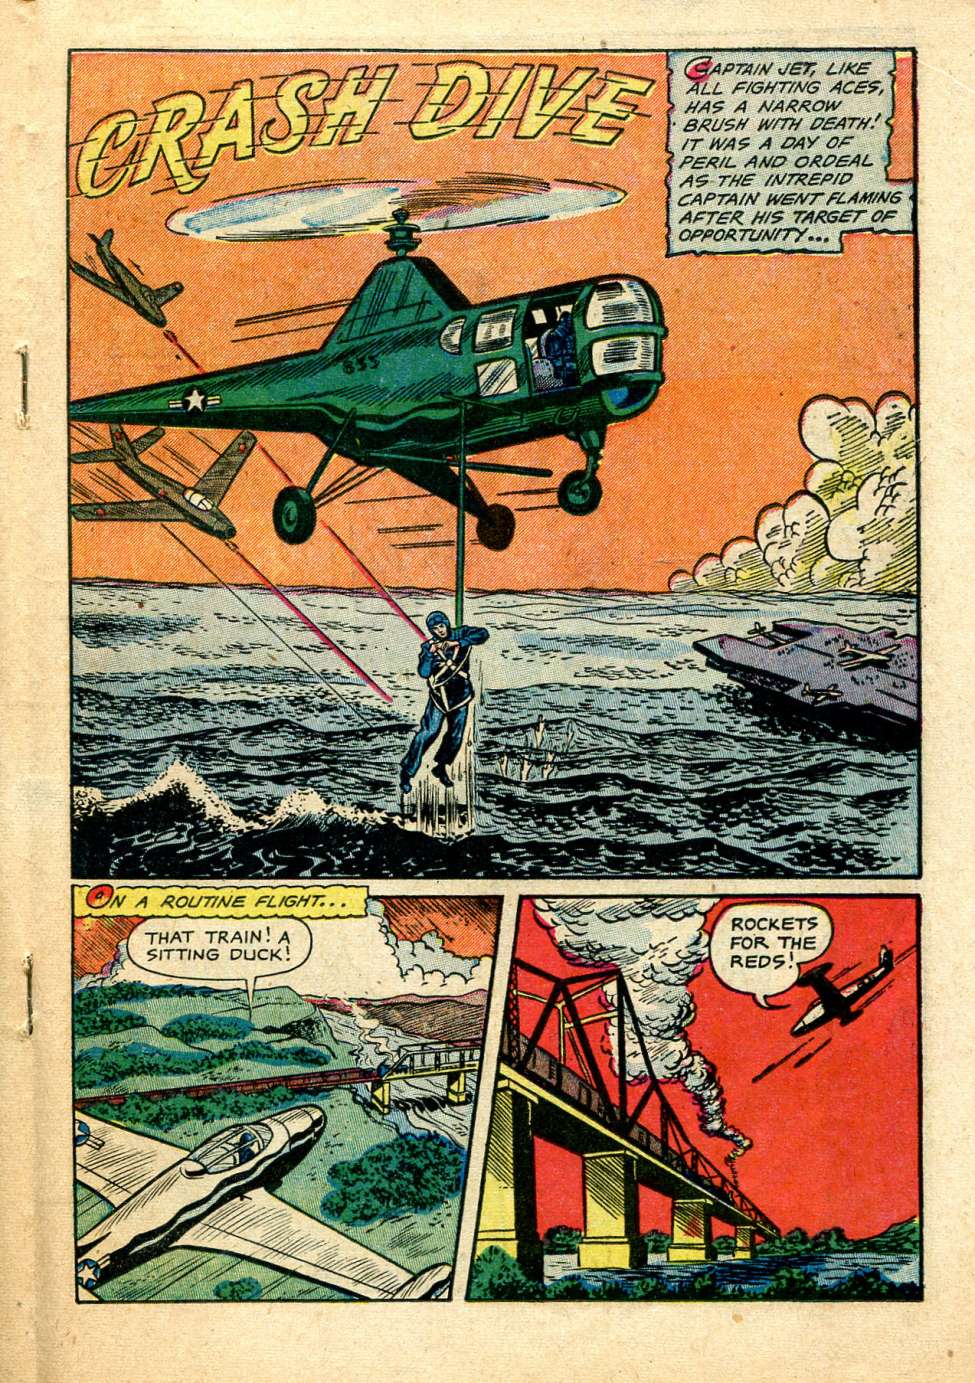 CRASH DIVE
CAPTAIN JET, LIKE
ALL FIGHTING ACES,
HAS A NARROW
BRUSH WITH DEATH!
IT WAS A DAY OF
PERIL AND ORDEAL
AS THE INTREPID
CAPTAIN WENT FLAMING
AFTER HIS TARGET OF
OPPORTUNITY...
853
ON A ROUTINE FLIGHT...
THAT TRAIN! A
SITTING DUCK!
ROCKETS
FOR THE
REDS!